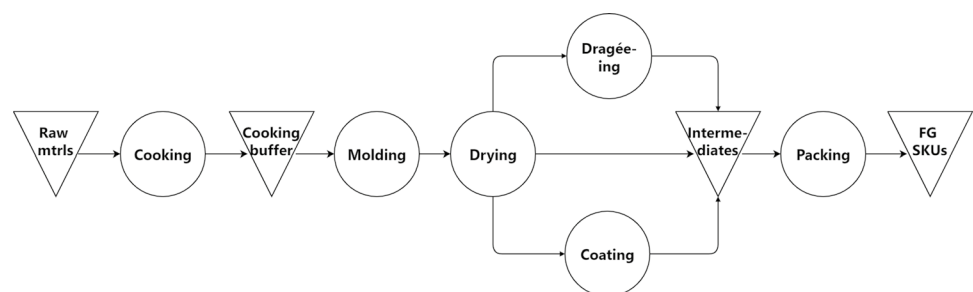 Dragée-
ing
Raw
mtrls
Cooking
Cooking
buffer
Molding
Drying
Interme-
diates
Packing
FG
SKUs
Coating